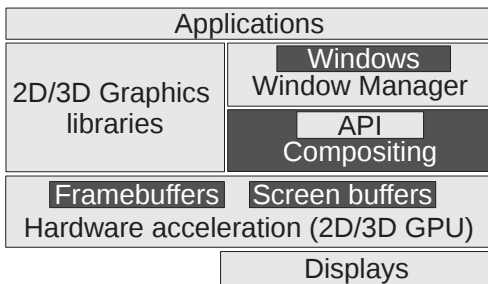 Applications
2D/3D Graphics
libraries
Windows
Window Manager
API
Compositing
Framebuffers Screen buffers
Hardware acceleration (2D/3D GPU)
Displays